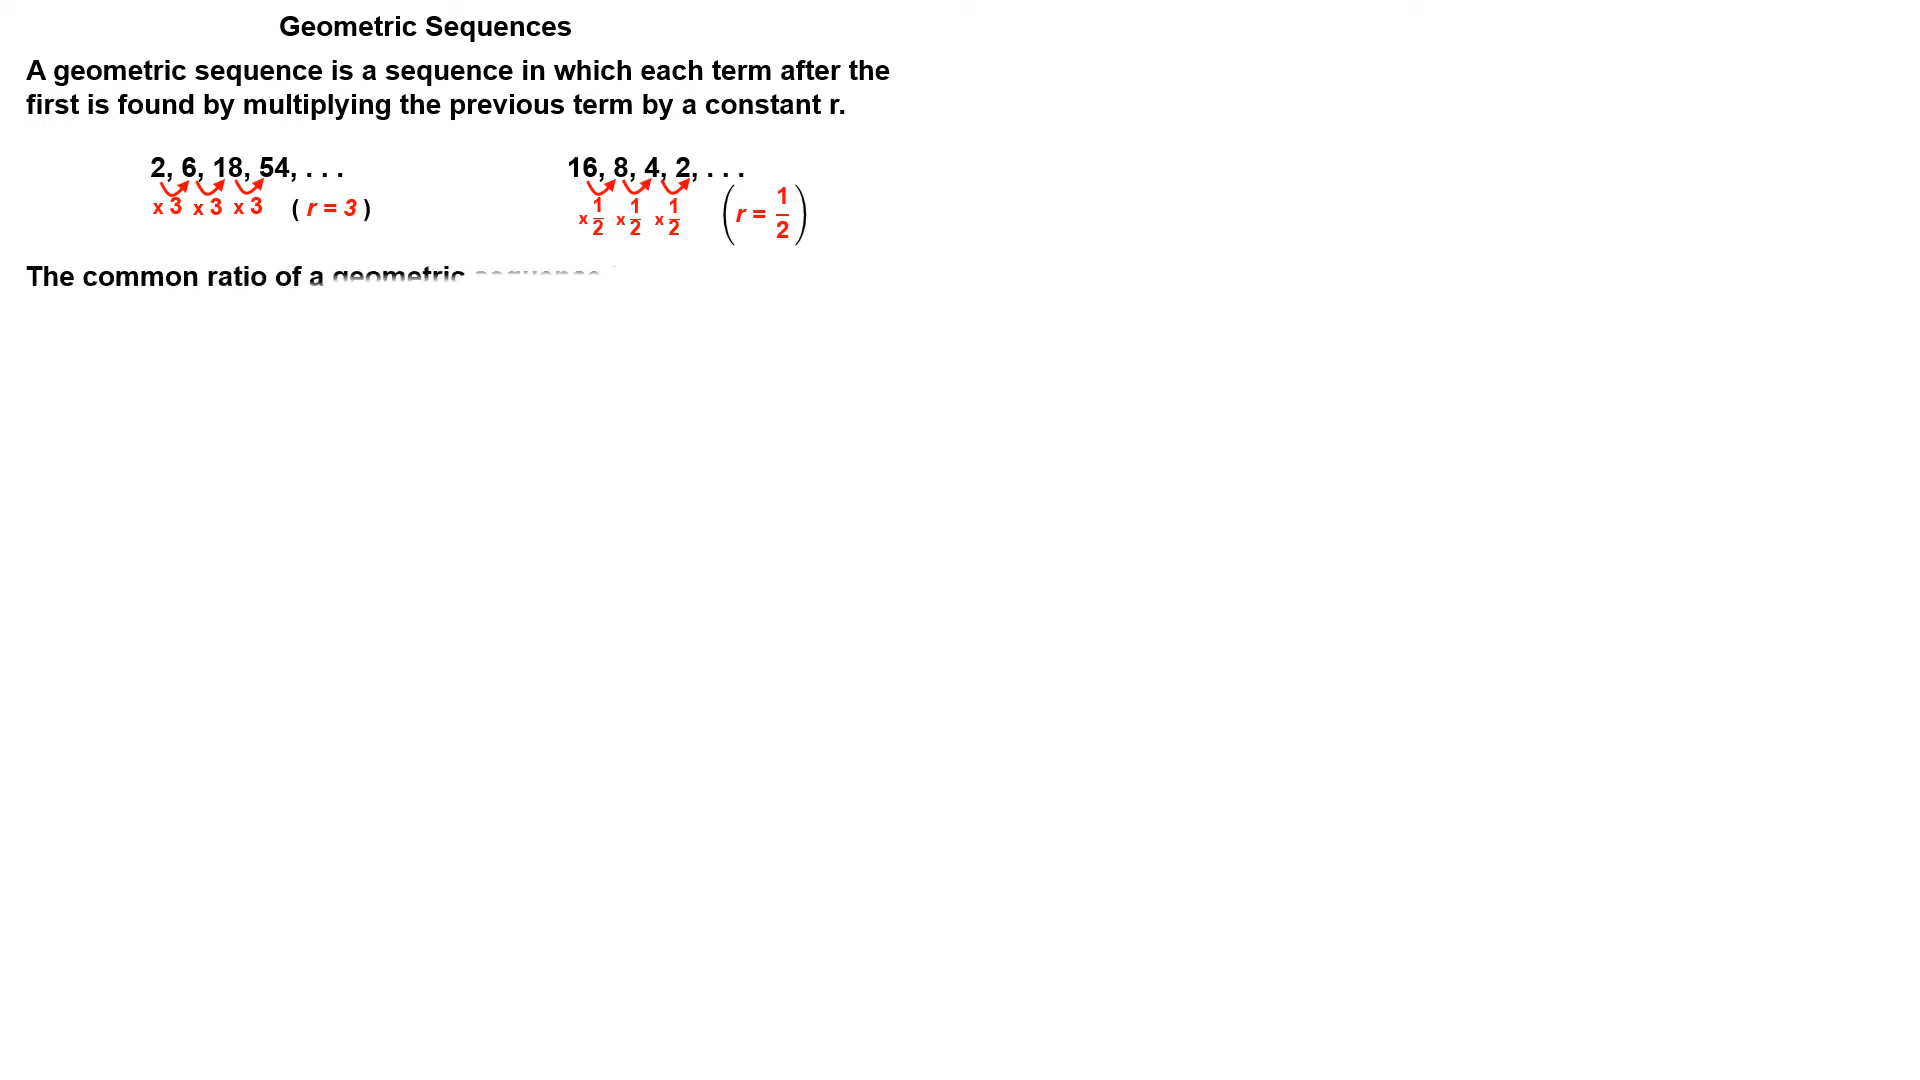 Geometric Sequences
A geometric sequence is a sequence in which each term after the
first is found by multiplying the previous term by a constant r.
2, 6, 18, 54, . . .
x 3 x 3 x 3 ( r = 3 )
16, 8, 4, 2, . . .
x 1/2 x 1/2 x 1/2 ( r = 1/2 )
The common ratio of a geometric